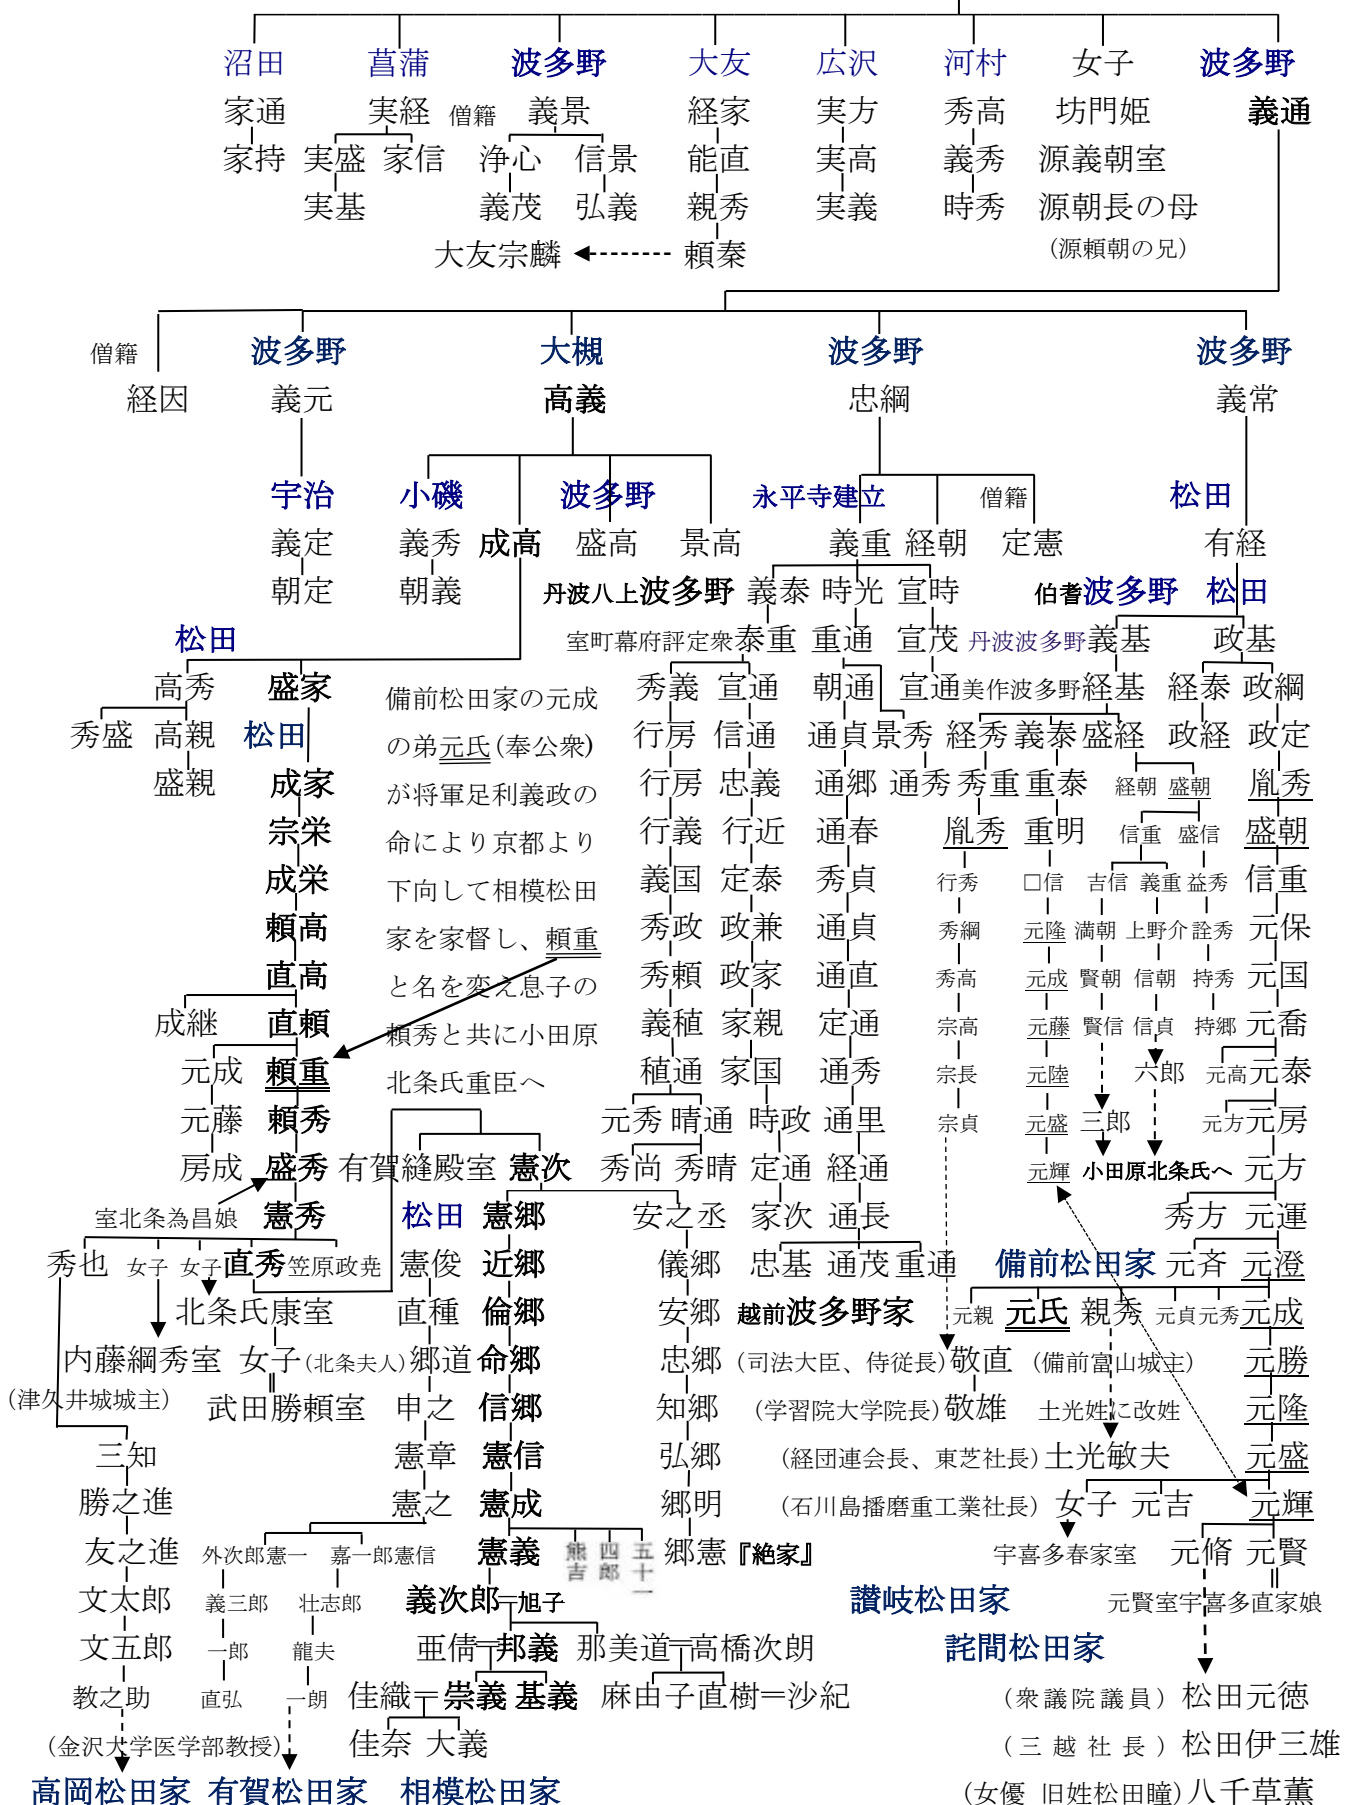 沼田 菖蒲 波多野 大友 広沢 河村 女子 波多野
家通 実経 僧籍 義景 経家 実方 秀高 坊門姫 義通
家持 実盛 家信 浄心 信景 能直 実高 義秀 源義朝室
実基 義茂 弘義 親秀 実義 時秀 源朝長の母
大友宗麟 頼秦 (源頼朝の兄)
僧籍 波多野 大槻 波多野 波多野
経因 義元 高義 忠綱 義常
宇治 小磯 波多野 永平寺建立 僧籍 松田
義定 義秀 成高 盛高 景高 義重 経朝 定憲 有経
朝定 朝義 丹波八上波多野 義泰 時光 宣時 伯耆波多野 松田
松田 室町幕府評定衆 泰重 重通 宣茂 丹波波多野 義基 政基
高秀 盛家 備前松田家の元成 秀義 宣通 朝通 宣通 美作波多野 経基 経泰 政綱
秀盛 高親 松田 の弟元氏(奉公衆) 行房 信通 通貞 景秀 経秀 義泰 盛経 政経 政定
盛親 成家 が将軍足利義政の 行房 忠義 通郷 通秀 秀重 重泰 経朝 盛朝 胤秀
宗栄 命により京都より 行義 行近 通春 胤秀 重明 信重 盛信 盛朝
成栄 下向して相模松田 義国 定泰 秀貞 行秀 □信 吉信 義重 益秀 信重
頼高 家を家督し、頼重 秀政 政兼 通貞 秀綱 元隆 満朝 上野介 詮秀 元保
直高 と名を変え息子の 秀頼 政家 通直 秀高 元成 賢朝 信朝 持秀 元国
成継 直頼 頼秀と共に小田原 義稙 家親 定通 宗高 元藤 賢信 信貞 持郷 元喬
元成 頼重 北条氏重臣へ 稙通 家国 通秀 宗長 元陸 六郎 元高 元泰
元藤 頼秀 元秀 晴通 時政 通里 宗貞 元盛 三郎 元方 元房
房成 盛秀 有賀縫殿室 憲次 秀尚 秀晴 定通 経通 元輝 小田原北条氏へ 元方
室北条為昌娘 憲秀 松田 憲郷 安之丞 家次 通長 秀方 元運
秀也 女子 女子 直秀 笠原政尭 憲俊 近郷 儀郷 忠基 通茂 重通 備前松田家 元斉 元澄
北条氏康室 直種 倫郷 安郷 越前波多野家 元親 元氏 親秀 元貞 元秀 元成
内藤綱秀室 女子(北条夫人) 郷道 命郷 忠郷 (司法大臣、侍従長)敬直 (備前富山城主) 元勝
(津久井城城主) 武田勝頼室 申之 信郷 知郷 (学習院大学院長)敬雄 土光姓に改姓 元隆
三知 憲章 憲信 弘郷 (経団連会長、東芝社長)土光敏夫 元盛
勝之進 憲之 憲成 郷明 (石川島播磨重工業社長) 女子 元吉 元輝
友之進 外次郎憲一 嘉一郎憲信 憲義 熊吉 四郎 五十一 郷憲 『絶家』 宇喜多春家室 元脩 元賢
文太郎 義三郎 壮志郎 義次郎=旭子 讃岐松田家 元賢室宇喜多直家娘
文五郎 一郎 龍夫 亜倩=邦義 那美道=高橋次朗 詫間松田家
教之助 直弘 一朗 佳織=崇義 基義 麻由子 直樹=沙紀 (衆議院議員) 松田元徳
(金沢大学医学部教授) 佳奈 大義 (三越社長) 松田伊三雄
高岡松田家 有賀松田家 相模松田家 (女優 旧姓松田瞳)八千草薫